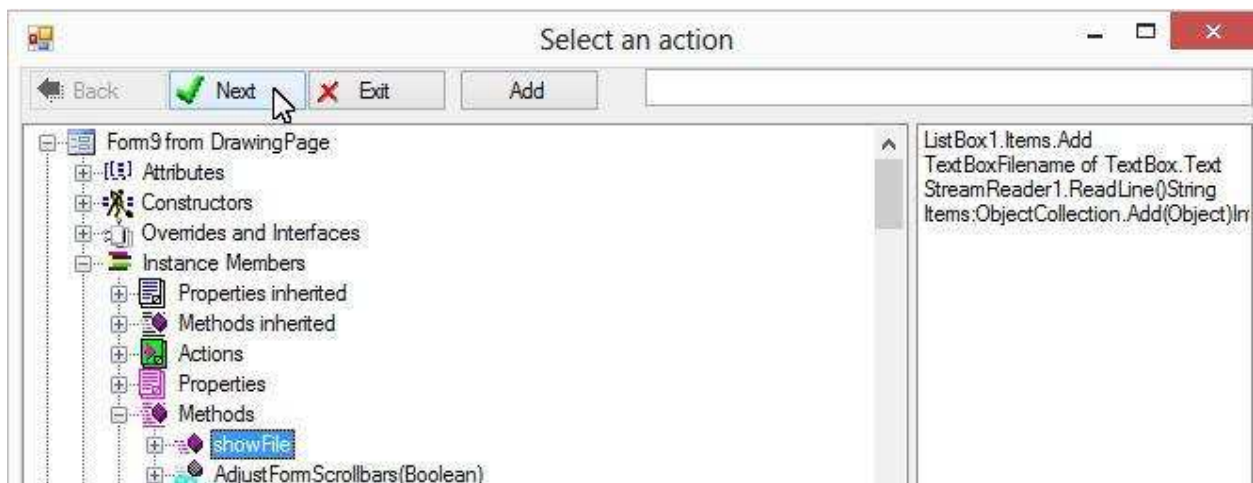 Select an action
Back Next Exit Add
Form9 from DrawingPage
Attributes
Constructors
Overrides and Interfaces
Instance Members
Properties inherited
Methods inherited
Actions
Properties
Methods
showFile
AdjustFormScrollbars(Boolean)
ListBox1.Items.Add
TextBoxFilename of TextBox.Text
StreamReader1.ReadLine()String
Items:ObjectCollection.Add(Object)In